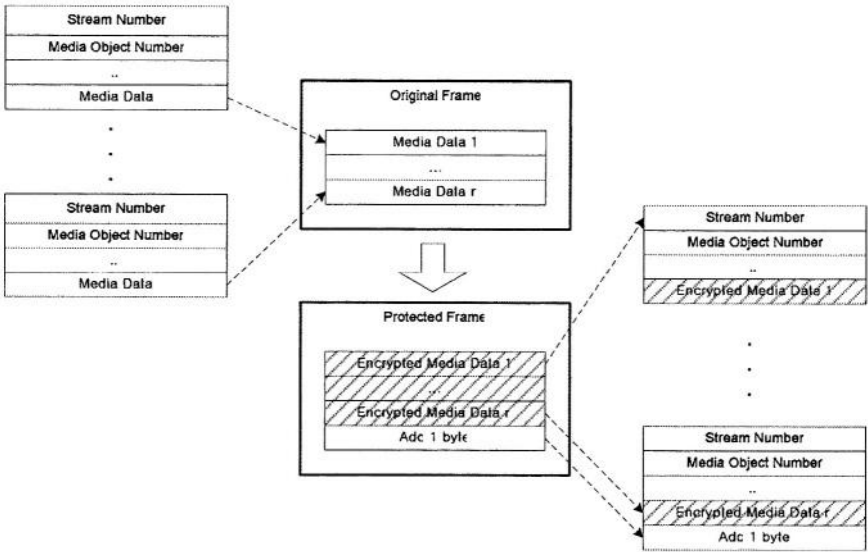 Stream Number
Media Object Number
..
Media Data
Stream Number
Media Object Number
..
Media Data
Original Frame
Media Data 1
...
Media Data r
Protected Frame
Encrypted Media Data 1
...
Encrypted Media Data r
Adc 1 byte
Stream Number
Media Object Number
..
Encrypted Media Data 1
Stream Number
Media Object Number
..
Encrypted Media Data r
Adc 1 byte